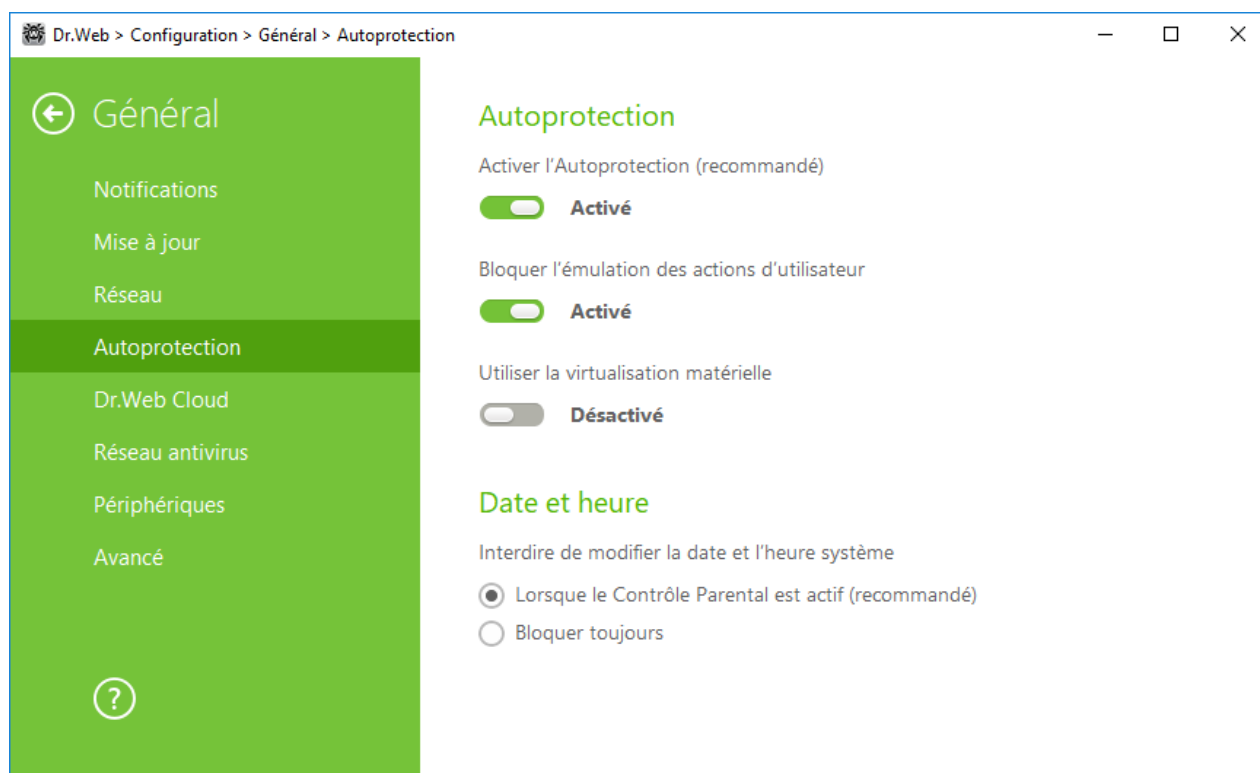 Dr.Web > Configuration > Général > Autoprotection
Général
Notifications
Mise à jour
Réseau
Autoprotection
Dr.Web Cloud
Réseau antivirus
Périphériques
Avancé
?
Autoprotection
Activer l'Autoprotection (recommandé)
Activé
Bloquer l'émulation des actions d'utilisateur
Activé
Utiliser la virtualisation matérielle
Désactivé
Date et heure
Interdire de modifier la date et l'heure système
Lorsque le Contrôle Parental est actif (recommandé)
Bloquer toujours